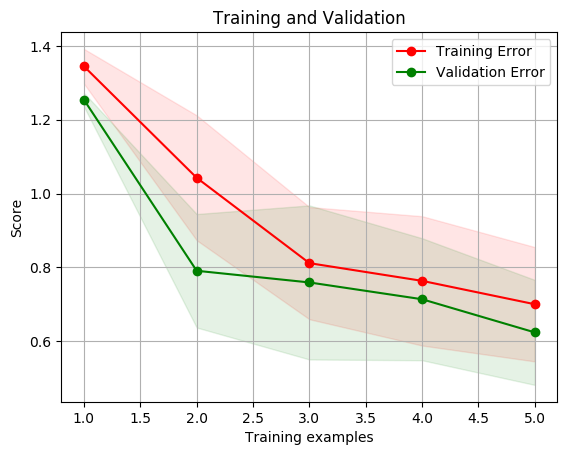 Training and Validation
Training Error
Validation Error
Score
1.4
1.2
1.0
0.8
0.6
1.0 1.5 2.0 2.5 3.0 3.5 4.0 4.5 5.0
Training examples